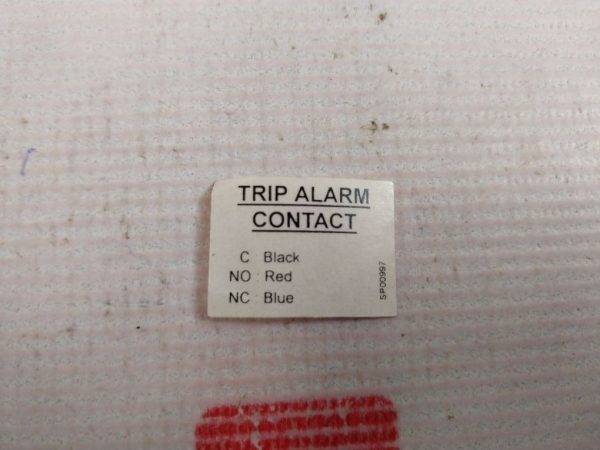 TRIP ALARM
CONTACT
C : Black
NO : Red
NC : Blue
SP00997